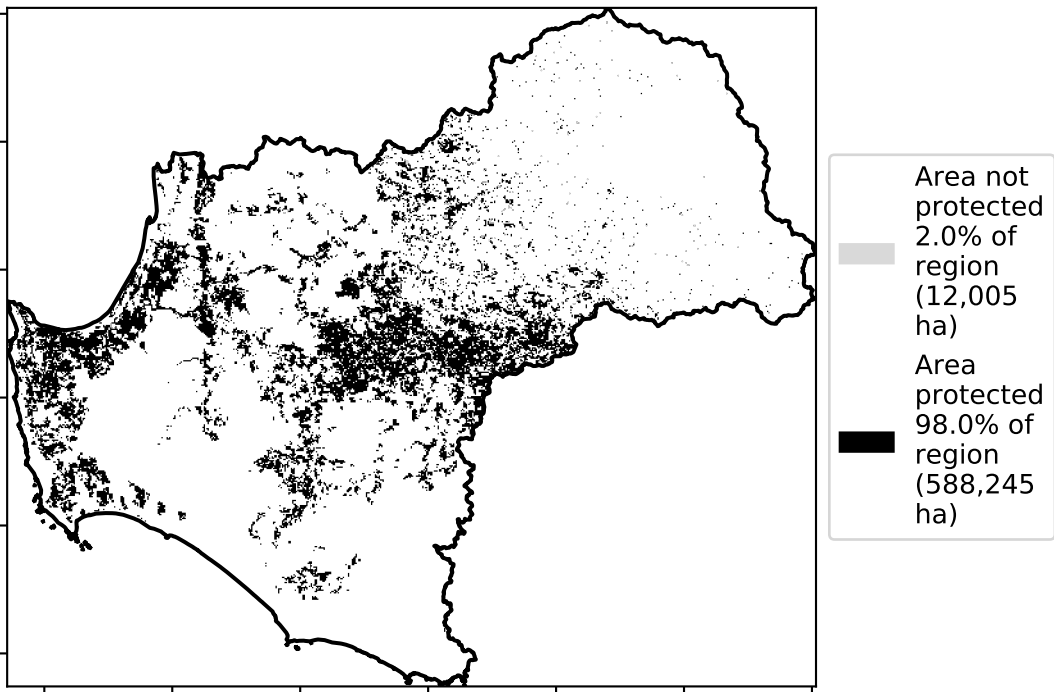 Area not
protected
2.0% of
region
(12,005
ha)
Area
protected
98.0% of
region
(588,245
ha)